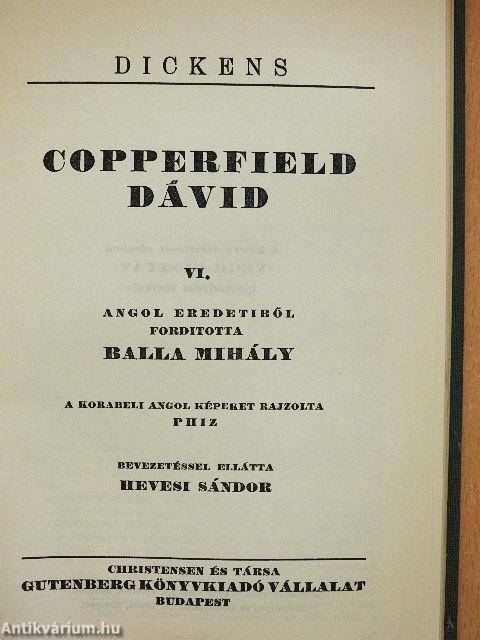 DICKENS
COPPERFIELD
DÁVID
VI.
ANGOL EREDETIBŐL
FORDITOTTA
BALLA MIHÁLY
A KORABELI ANGOL KÉPEKET RAJZOLTA
PHIZ
BEVEZETÉSSEL ELLÁTTA
HEVESI SÁNDOR
CHRISTENSEN ÉS TÁRSA
GUTENBERG KÖNYVKIADÓ VÁLLALAT
BUDAPEST
Antikvárium.hu